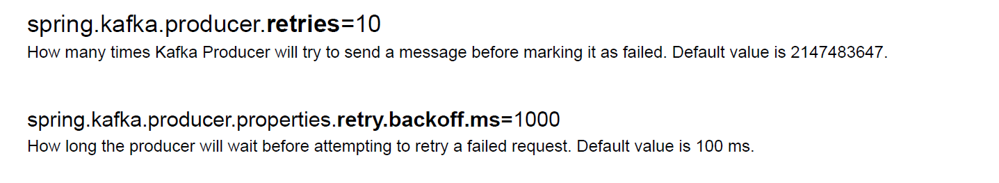 spring.kafka.producer.retries=10
How many times Kafka Producer will try to send a message before marking it as failed. Default value is 2147483647.
spring.kafka.producer.properties.retry.backoff.ms=1000
How long the producer will wait before attempting to retry a failed request. Default value is 100 ms.